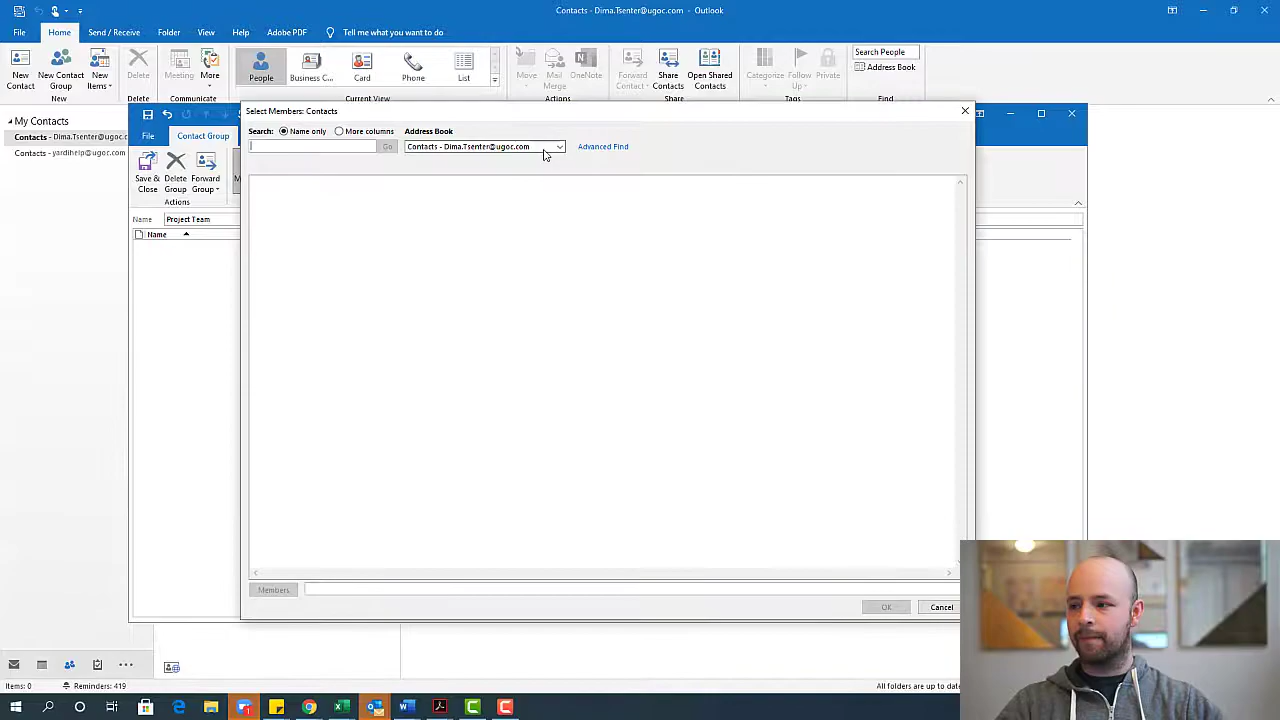 Contacts - Dima.Tsenter@ugoc.com - Outlook
File Home Send / Receive Folder View Help Adobe PDF Tell me what you want to do
New Contact
New Contact Group
New Items
New
Delete
Delete
Meeting
More
Communicate
People
Business C...
Card
Phone
List
Current View
Move
Mail Merge
OneNote
Actions
Forward Contact
Share Contacts
Open Shared Contacts
Share
Categorize
Follow Up
Private
Tags
Search People
Address Book
Find
My Contacts
Contacts - Dima.Tsenter@ugoc.c
Contacts - yardihelp@ugoc.com
File Contact Group
Save & Close
Delete Group
Forward Group
Actions
M
Name Project Team
Name
Select Members: Contacts
Search: Name only More columns Address Book
Go Contacts - Dima.Tsenter@ugoc.com Advanced Find
Members
OK Cancel
Items: 0 Reminders: 419
All folders are up to date